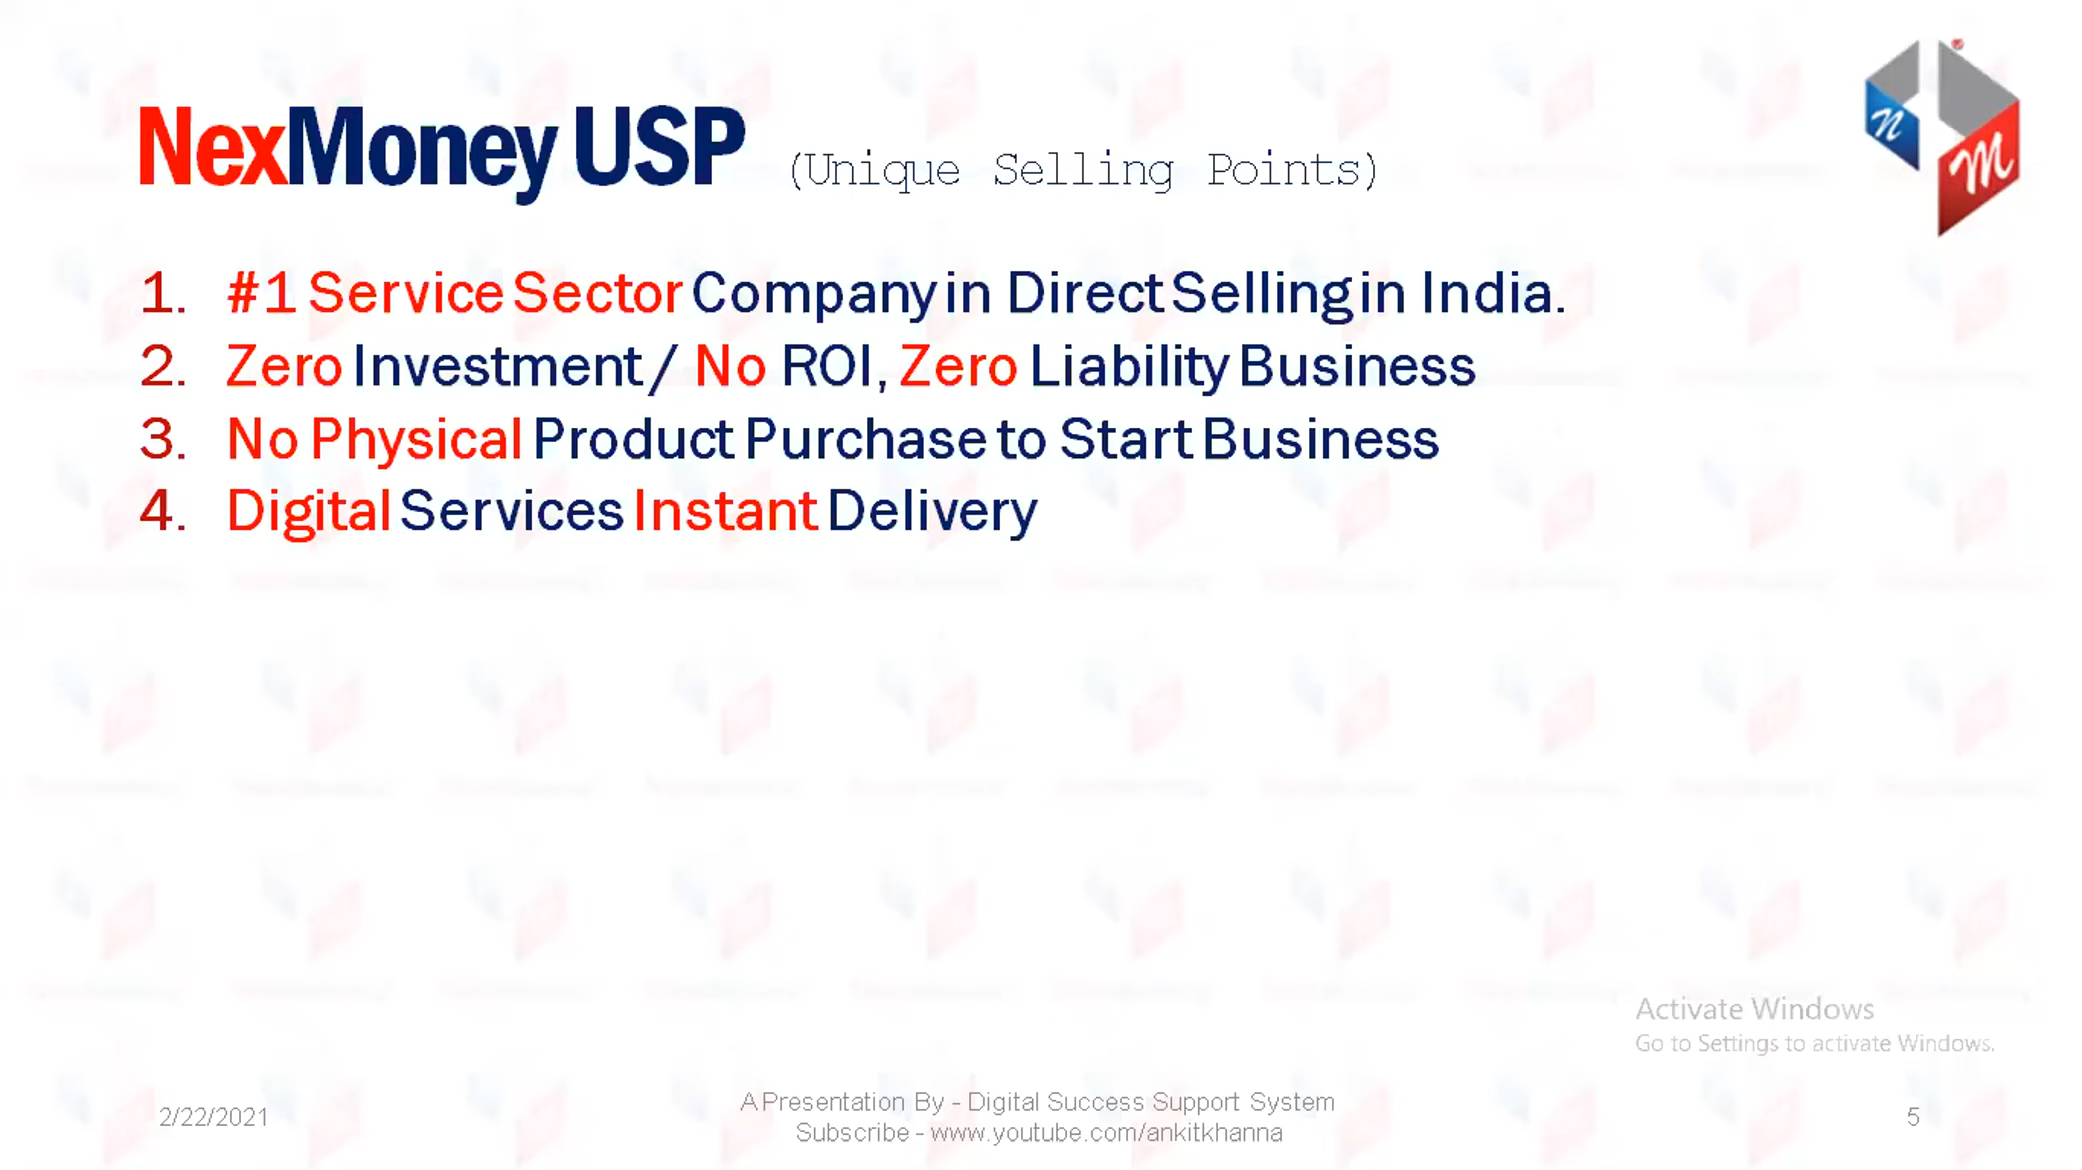 NexMoney USP (Unique Selling Points)
n
m
1. #1 Service Sector Company in Direct Selling in India.
2. Zero Investment / No ROI, Zero Liability Business
3. No Physical Product Purchase to Start Business
4. Digital Services Instant Delivery
Activate Windows
Go to Settings to activate Windows.
2/22/2021
A Presentation By - Digital Success Support System
Subscribe - www.youtube.com/ankitkhanna
5